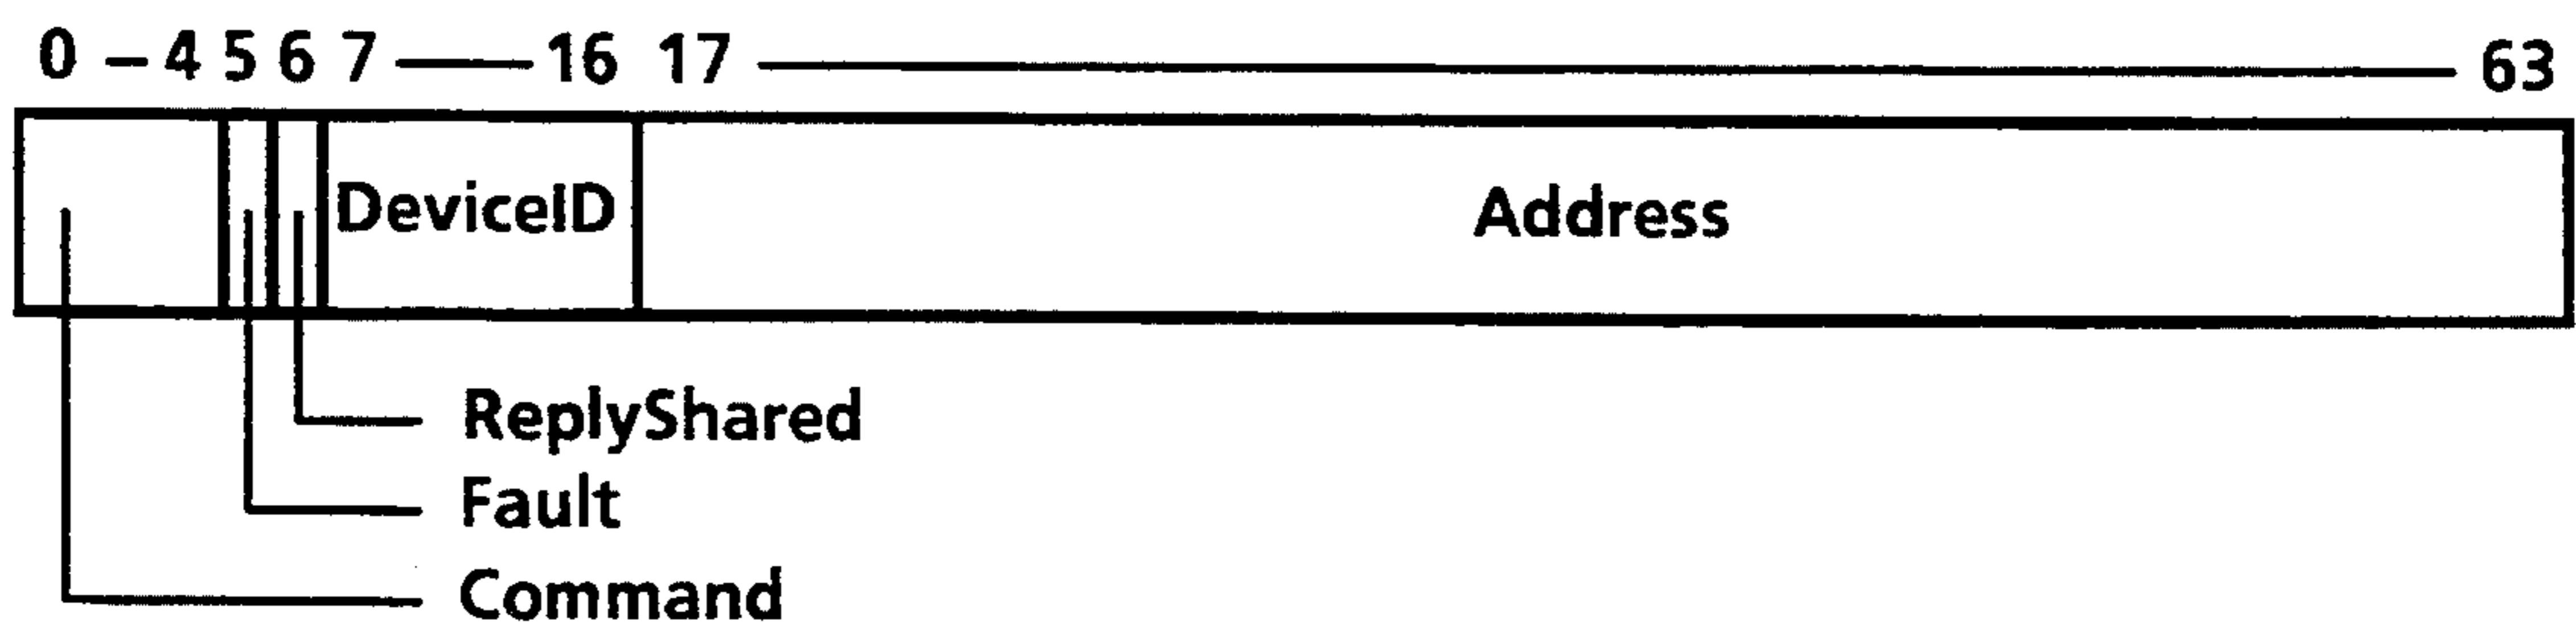 0 – 4 5 6 7 — 16 17 — 63
DeviceID Address
ReplyShared
Fault
Command